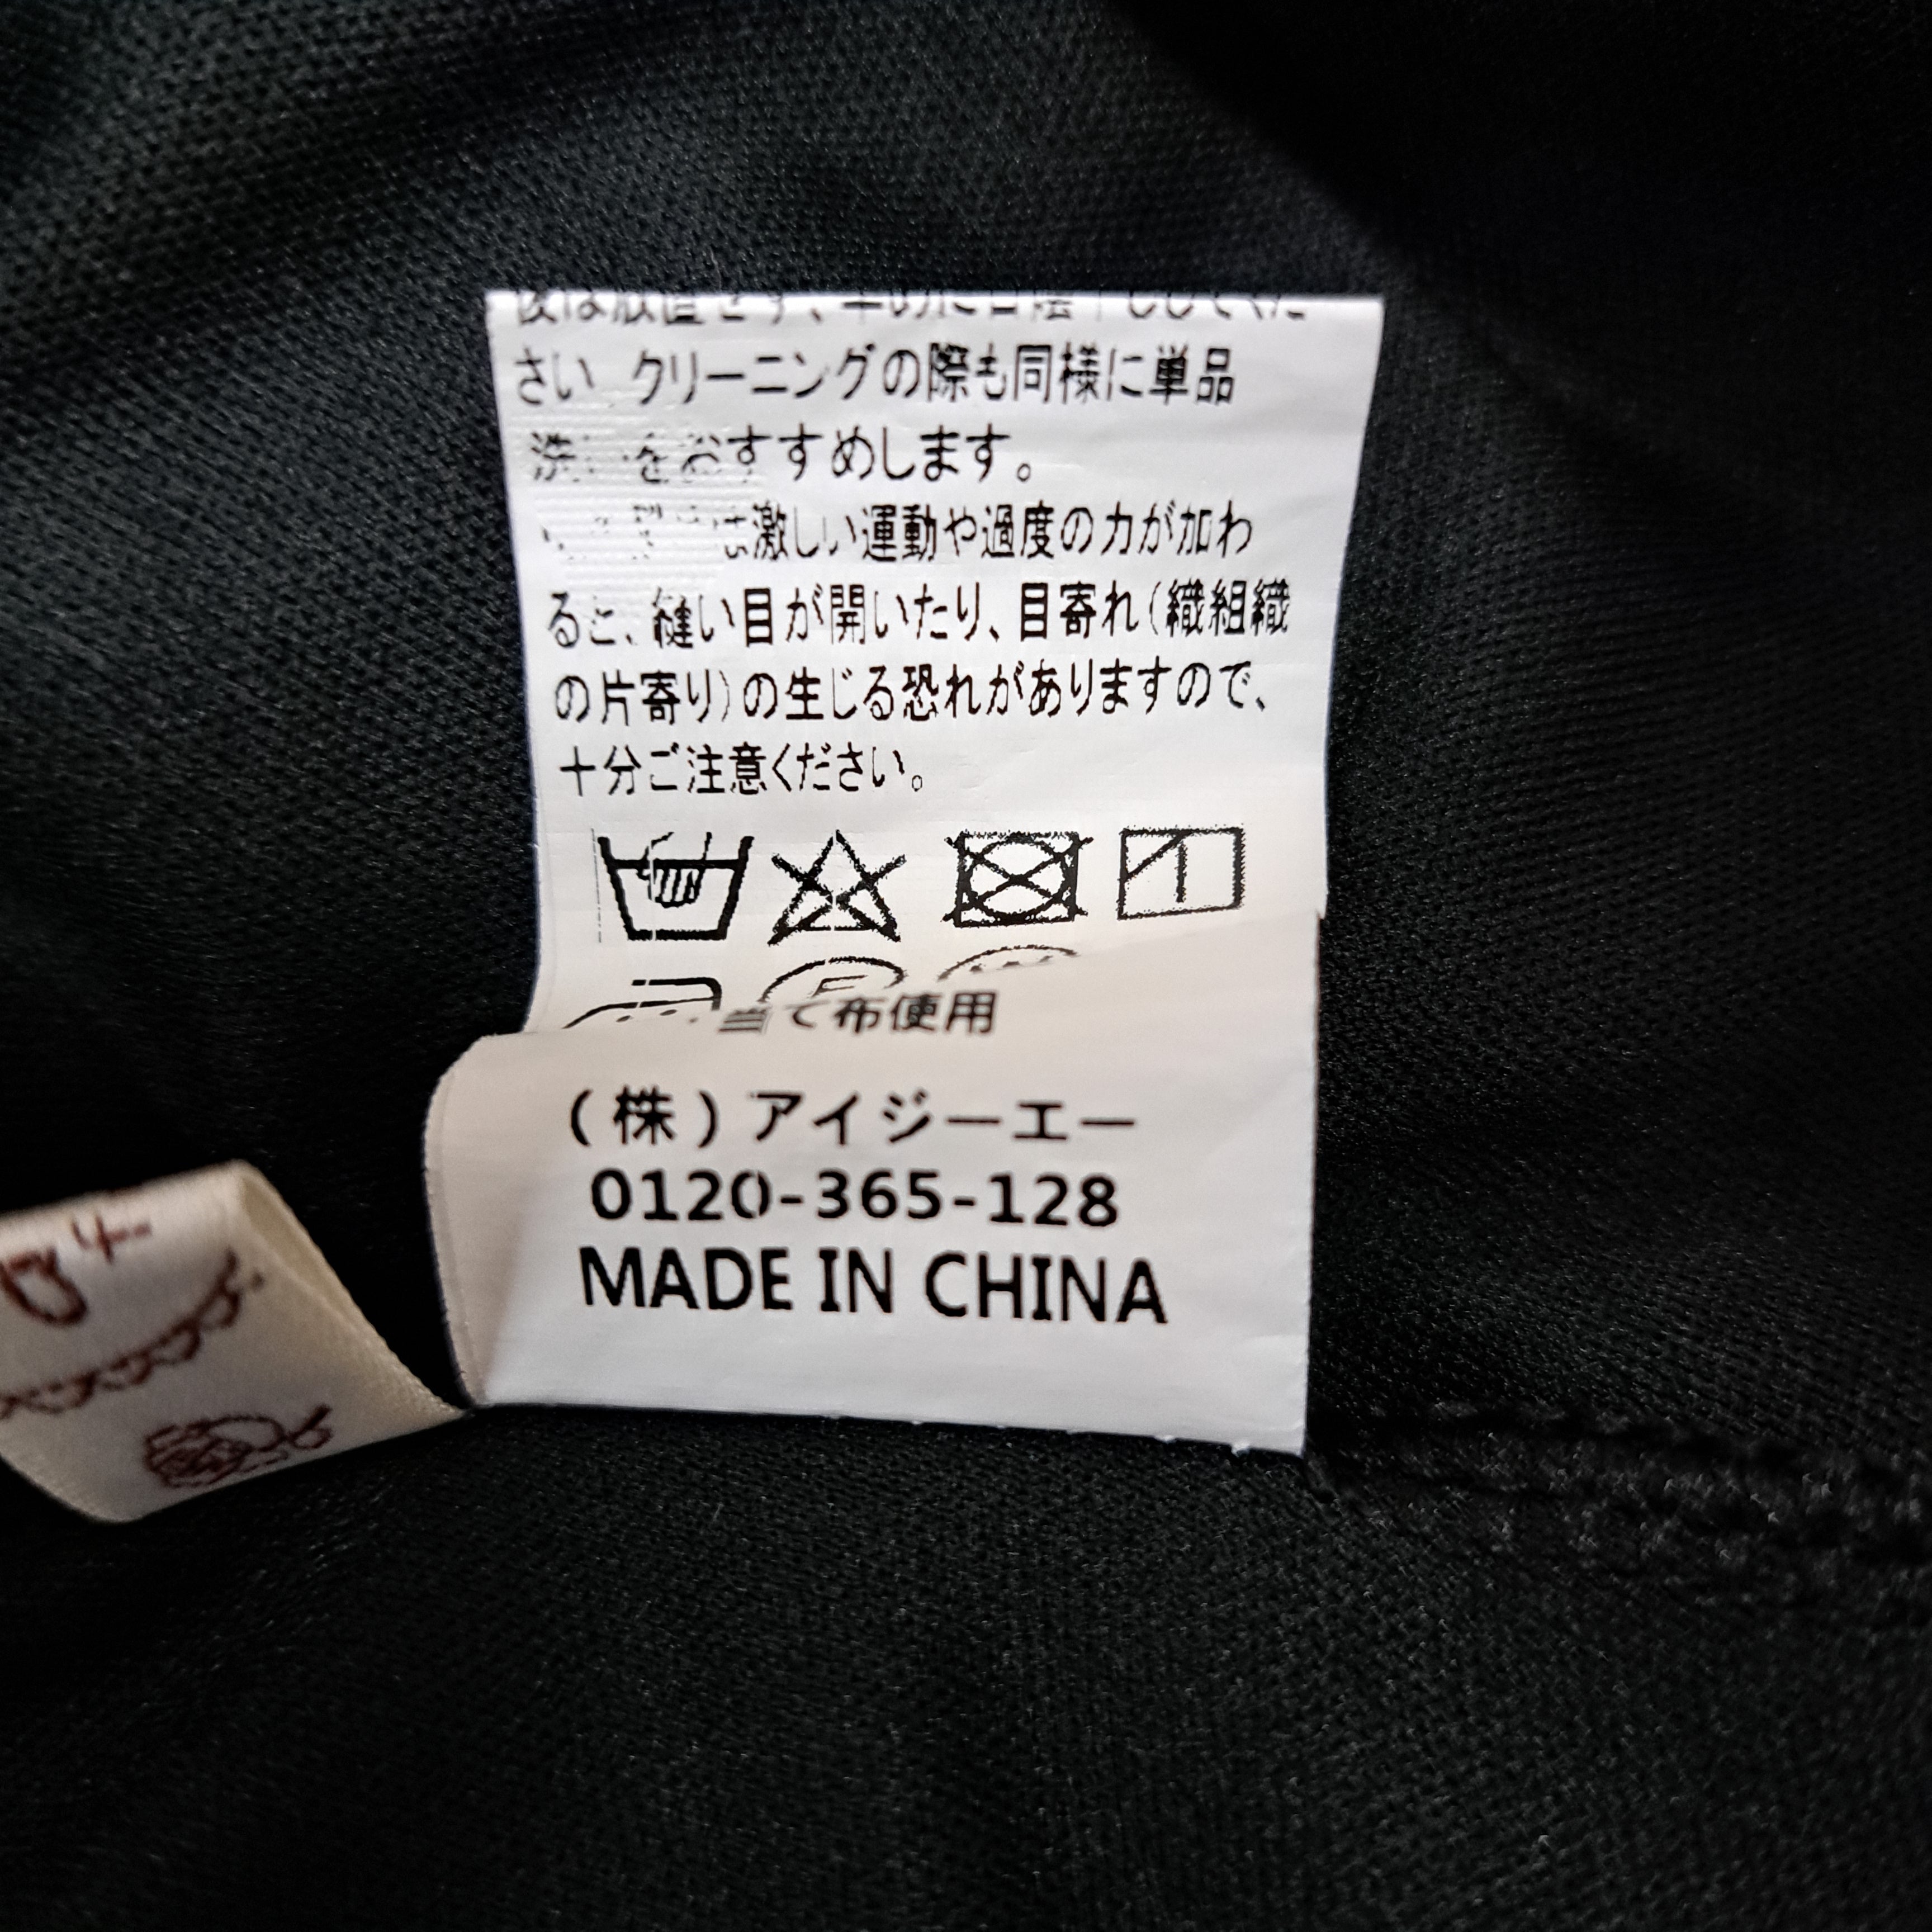 さい クリーニングの際も同様に単品
洗 をおすすめします。
は激しい運動や過度の力が加わ
ると、縫い目が開いたり、目寄れ(織組織
の片寄り)の生じる恐れがありますので、
十分ご注意ください。
当て布使用
(株)アイジーエー
0120-365-128
MADE IN CHINA